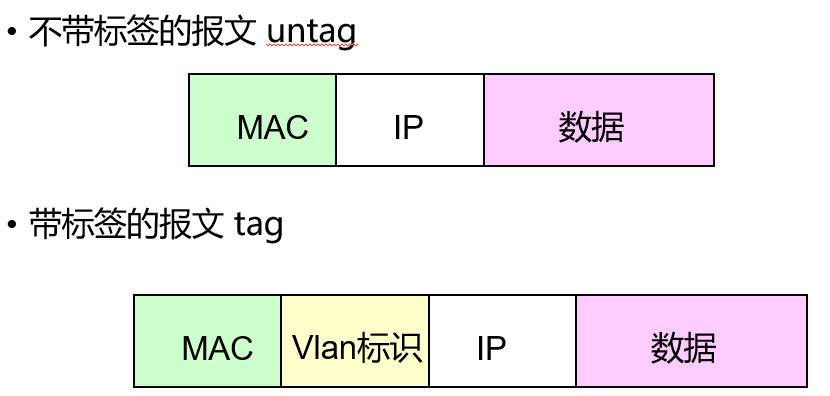 • 不带标签的报文 untag
MAC IP 数据
• 带标签的报文 tag
MAC Vlan标识 IP 数据